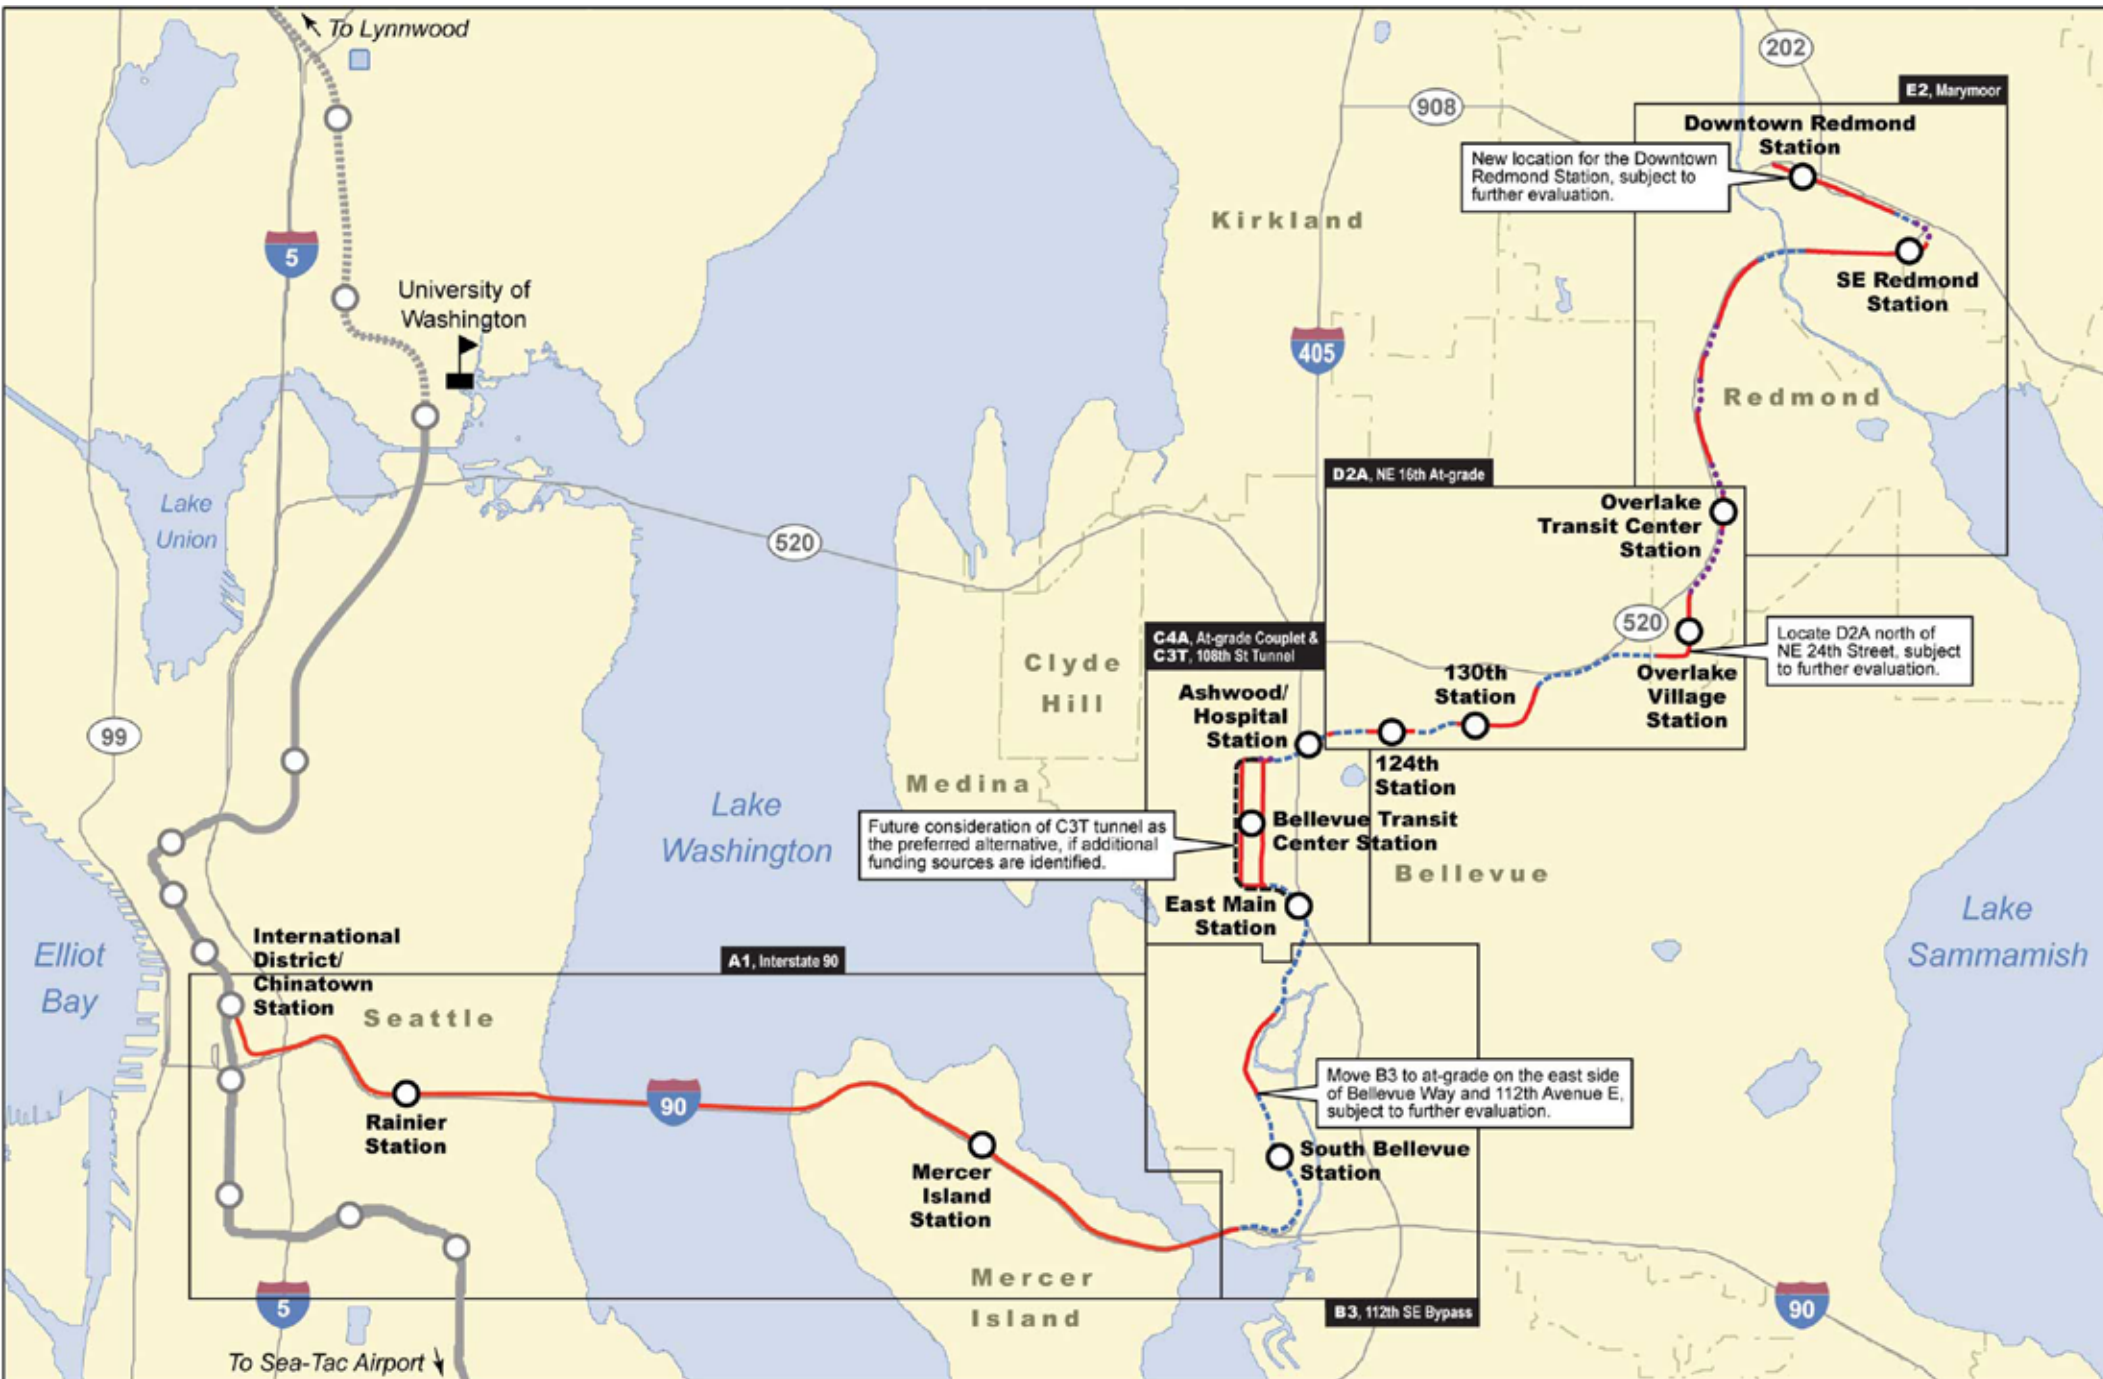 To Lynnwood
202
E2, Marymoor
908
Downtown Redmond
Station
New location for the Downtown
Redmond Station, subject to
further evaluation.
Kirkland
5
SE Redmond
Station
University of
Washington
405
Redmond
D2A, NE 16th At-grade
Lake
Union
Overlake
Transit Center
Station
520
520
C4A, At-grade Couplet &
C3T, 108th St Tunnel
Locate D2A north of
NE 24th Street, subject
to further evaluation.
Clyde
Hill
130th
Station
Overlake
Village
Station
Ashwood/
Hospital
Station
99
124th
Station
Medina
Lake
Washington
Future consideration of C3T tunnel as
the preferred alternative, if additional
funding sources are identified.
Bellevue Transit
Center Station
Bellevue
East Main
Station
Lake
Sammamish
Elliot
Bay
International
District/
Chinatown
Station
A1, Interstate 90
Seattle
Move B3 to at-grade on the east side
of Bellevue Way and 112th Avenue E,
subject to further evaluation.
90
Rainier
Station
South Bellevue
Station
Mercer
Island
Station
Mercer
Island
5
B3, 112th SE Bypass
90
To Sea-Tac Airport